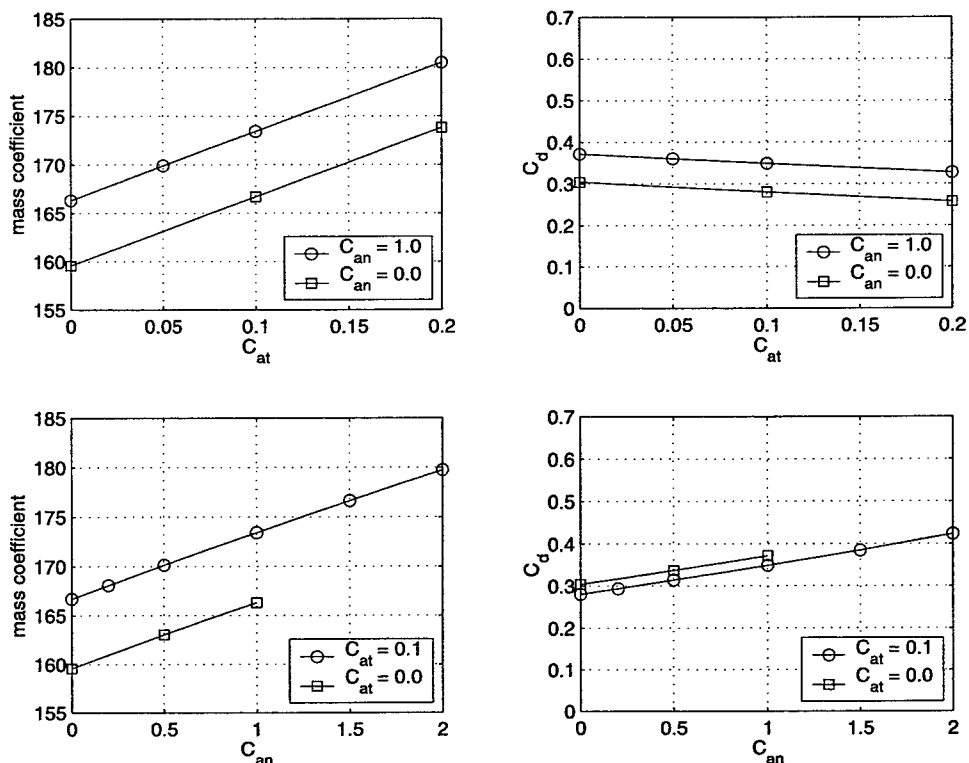 185
180
175
170
165
160
155
mass coefficient
C_an = 1.0
C_an = 0.0
0 0.05 0.1 0.15 0.2
C_at
0.7
0.6
0.5
0.4
0.3
0.2
0.1
0
C_d
C_an = 1.0
C_an = 0.0
0 0.05 0.1 0.15 0.2
C_at
185
180
175
170
165
160
155
mass coefficient
C_at = 0.1
C_at = 0.0
0 0.5 1 1.5 2
C_an
0.7
0.6
0.5
0.4
0.3
0.2
0.1
0
C_d
C_at = 0.1
C_at = 0.0
0 0.5 1 1.5 2
C_an